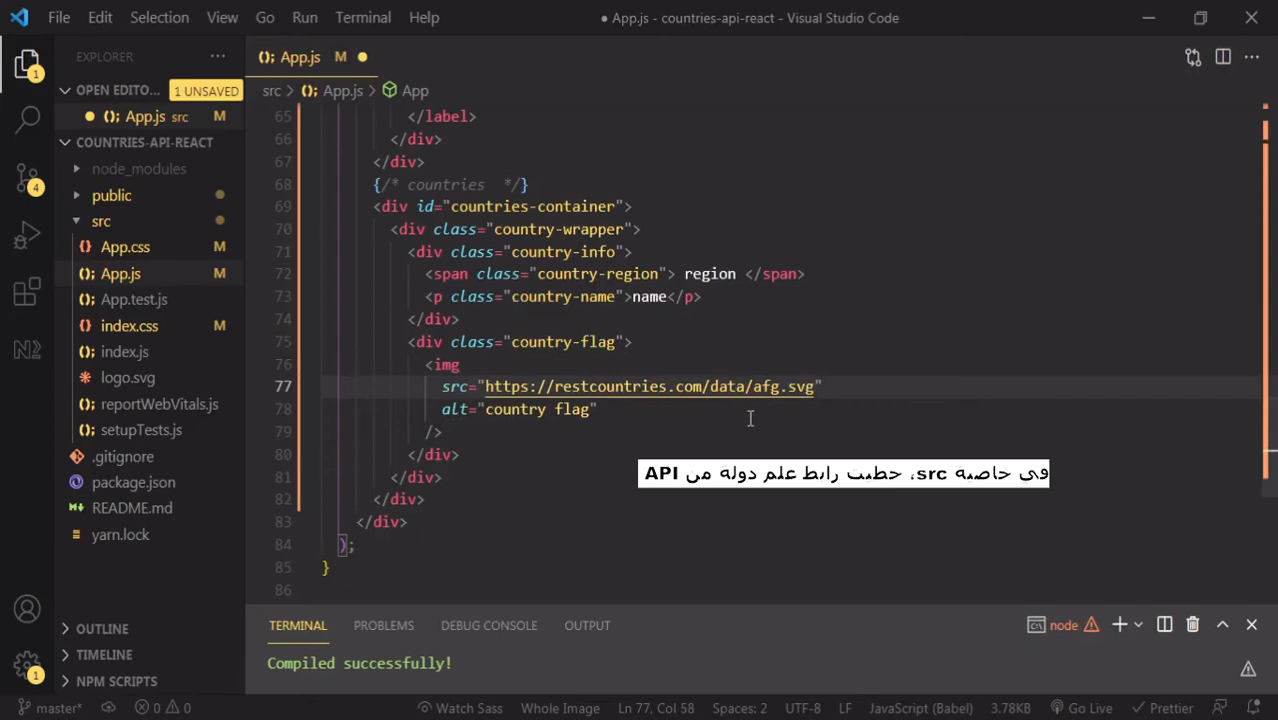 File Edit Selection View Go Run Terminal Help
● App.js - countries-api-react - Visual Studio Code
EXPLORER
OPEN EDITO... 1 UNSAVED
App.js src M
COUNTRIES-API-REACT
node_modules
public
src
App.css M
App.js M
App.test.js
index.css M
index.js
logo.svg
reportWebVitals.js
setupTests.js
.gitignore
package.json
README.md
yarn.lock
OUTLINE
TIMELINE
NPM SCRIPTS
1
4
1
App.js M
src > App.js > App
65 </label>
66 </div>
67 </div>
68 {/* countries */}
69 <div id="countries-container">
70 <div class="country-wrapper">
71 <div class="country-info">
72 <span class="country-region"> region </span>
73 <p class="country-name">name</p>
74 </div>
75 <div class="country-flag">
76 <img
77 src="https://restcountries.com/data/afg.svg"
78 alt="country flag"
79 />
80 </div>
81 </div>
82 </div>
83 </div>
84 );
85 }
86
في خاصية src، حطيت رابط علم دولة من API
TERMINAL PROBLEMS DEBUG CONSOLE OUTPUT
node
Compiled successfully!
master* 0 0 Watch Sass Whole Image Ln 77, Col 58 Spaces: 2 UTF-8 LF JavaScript (Babel) 3.78KB Go Live Prettier